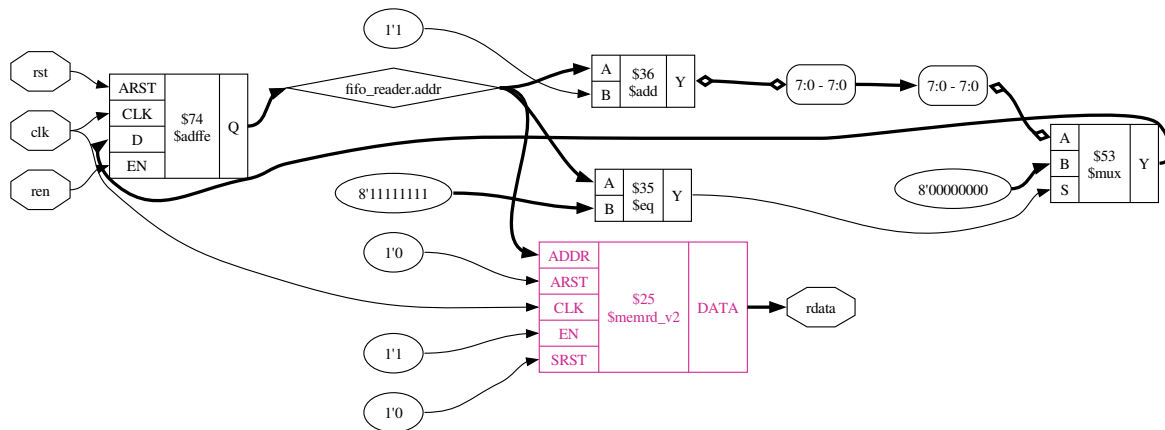 rst
clk
ren
ARST
CLK
D
EN
$74
$adffe
Q
fifo_reader.addr
1'1
A
B
$36
$add
Y
7:0 - 7:0
7:0 - 7:0
8'11111111
A
B
$35
$eq
Y
8'00000000
A
B
S
$53
$mux
Y
1'0
1'1
1'0
ADDR
ARST
CLK
EN
SRST
$25
$memrd_v2
DATA
rdata